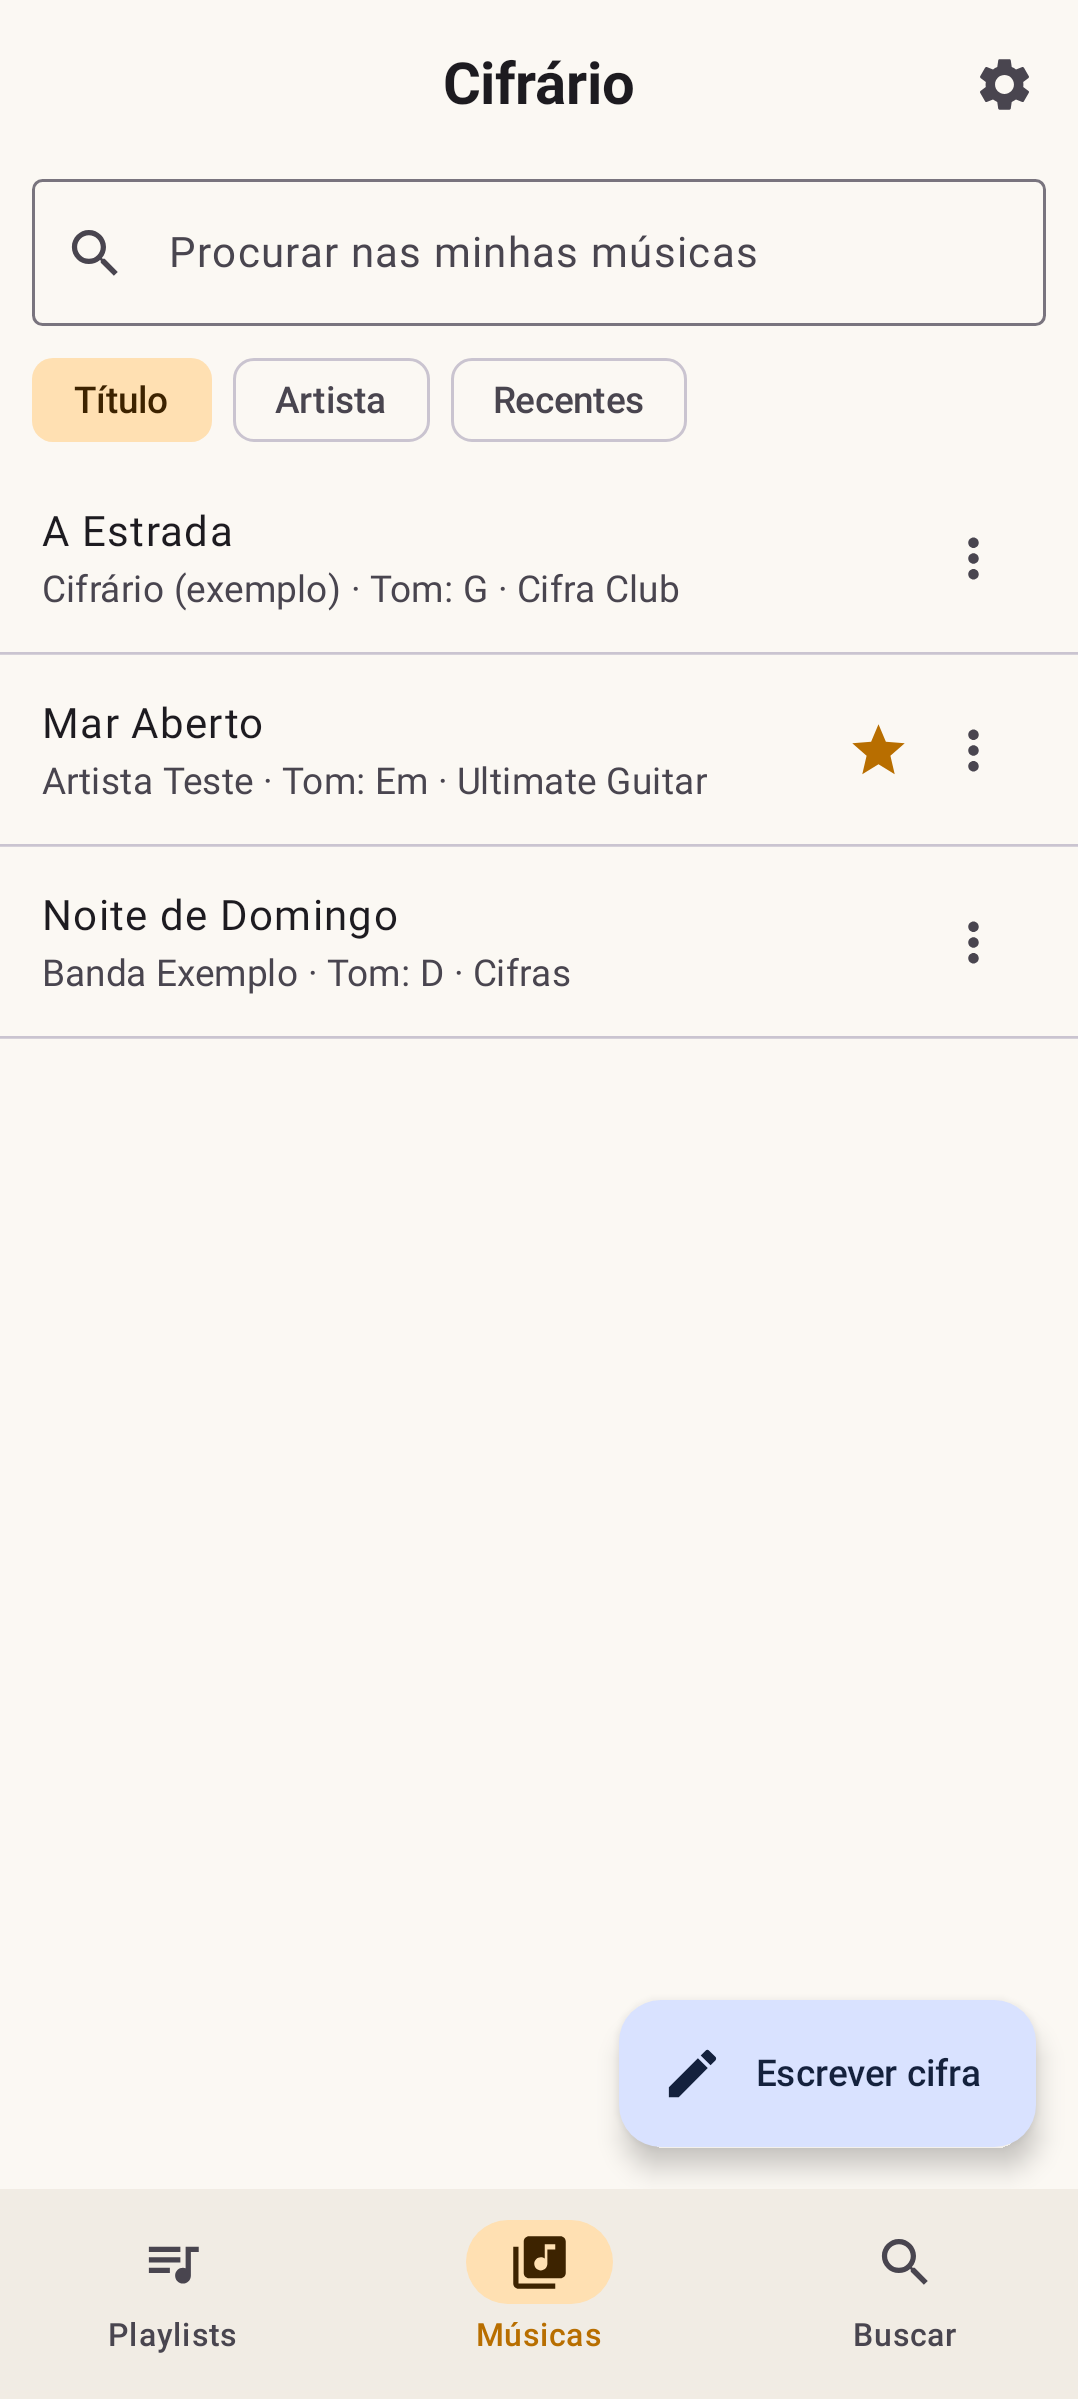 Cifrário
Procurar nas minhas músicas
Título
Artista
Recentes
A Estrada
Cifrário (exemplo) · Tom: G · Cifra Club
Mar Aberto
Artista Teste · Tom: Em · Ultimate Guitar
Noite de Domingo
Banda Exemplo · Tom: D · Cifras
Escrever cifra
Playlists
Músicas
Buscar